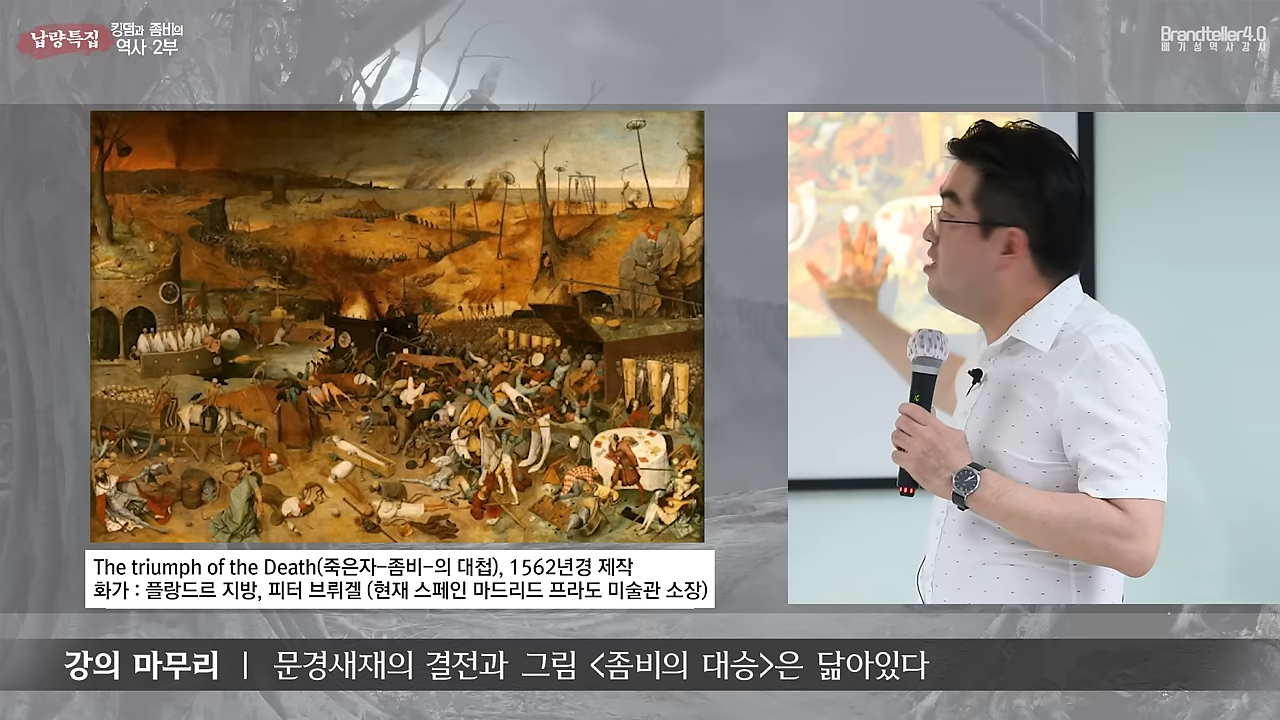 납량특집
킹덤과 좀비의
역사 2부
Brandteller4.0
배기성역사강사
The triumph of the Death(죽은자-좀비-의 대첩), 1562년경 제작
화가 : 플랑드르 지방, 피터 브뤼겔 (현재 스페인 마드리드 프라도 미술관 소장)
강의 마무리 | 문경새재의 결전과 그림 <좀비의 대승>은 닮아있다